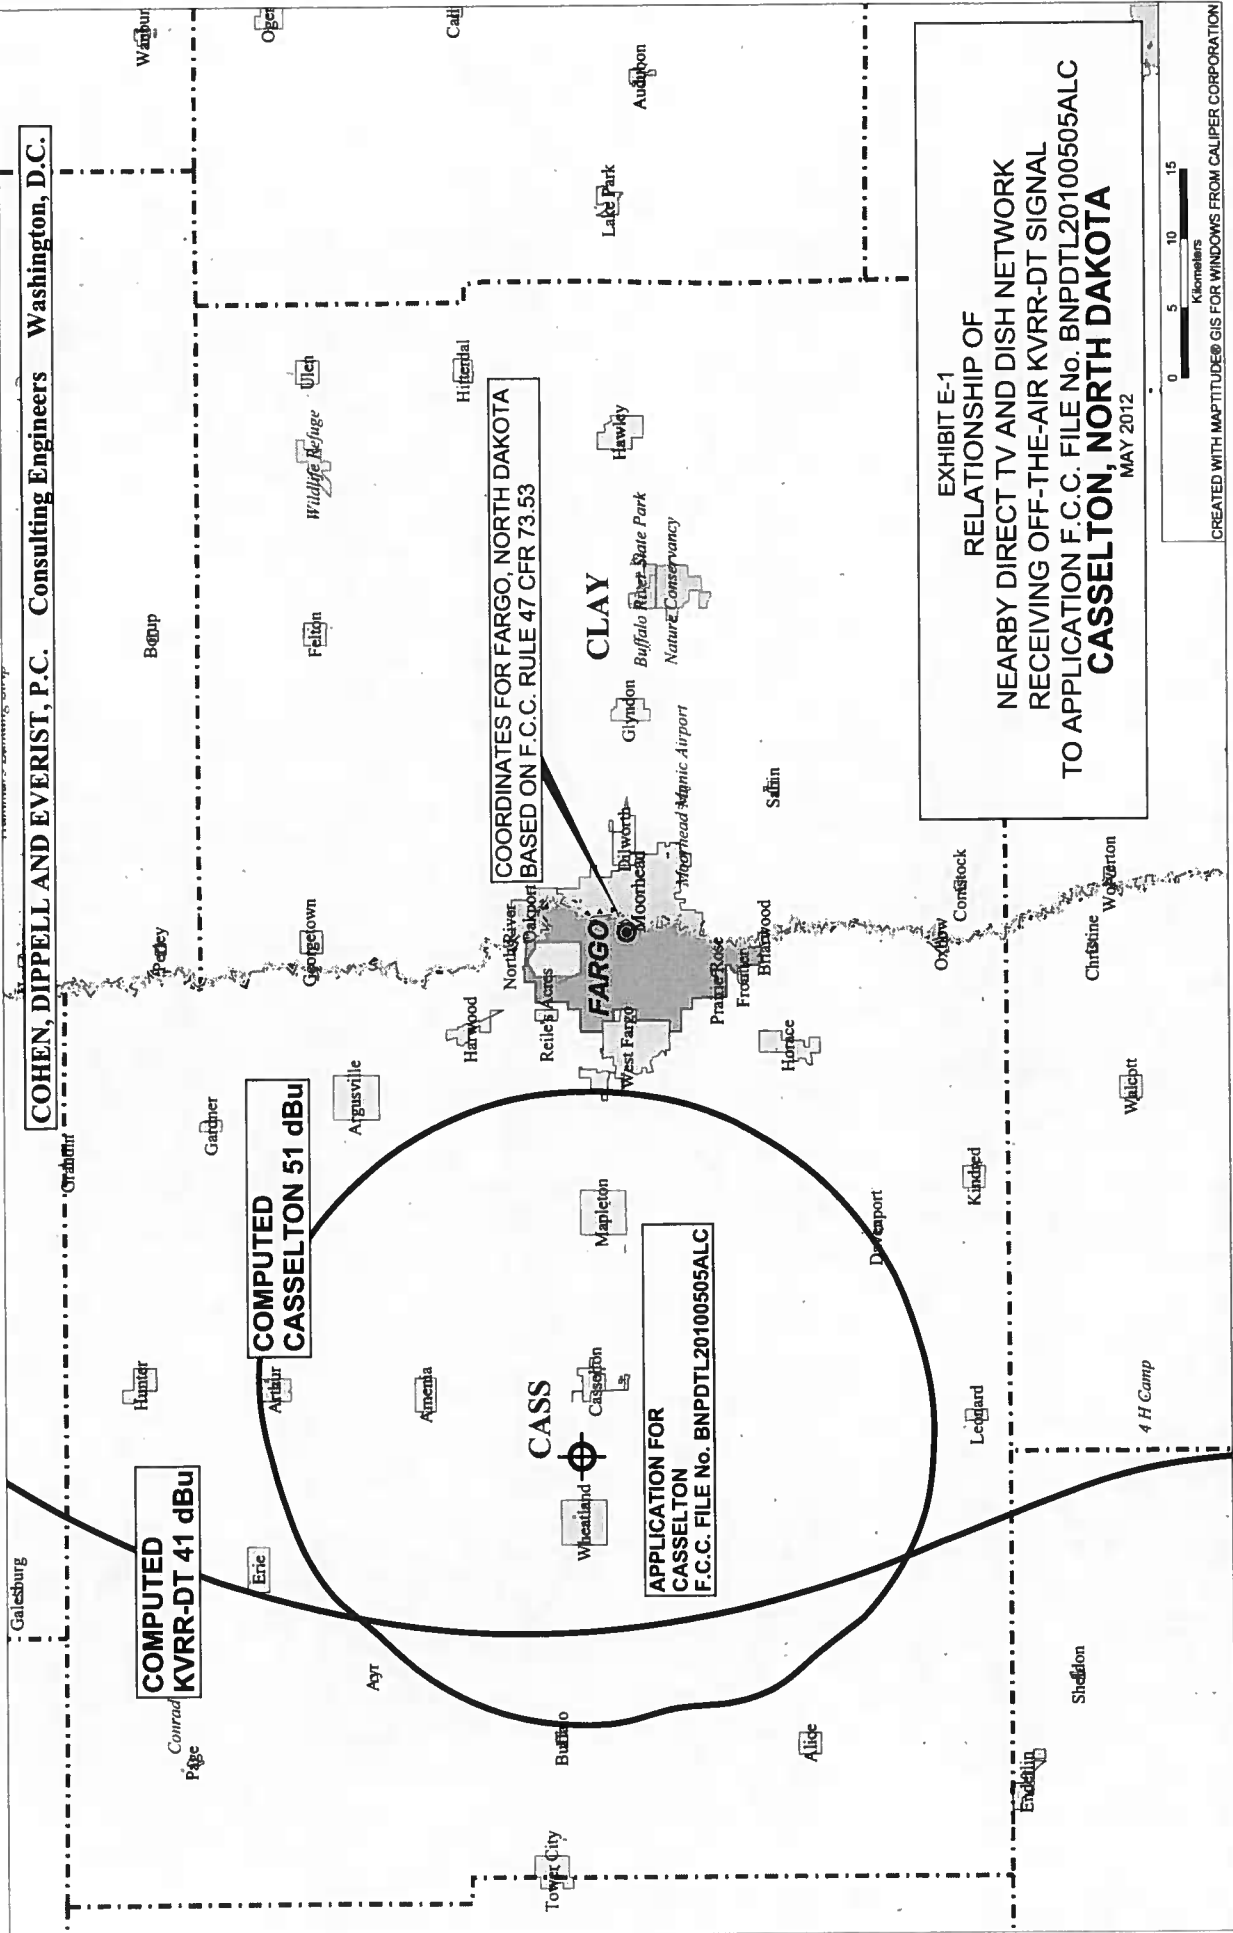 COHEN, DIPPELL AND EVERIST, P.C.   Consulting Engineers   Washington, D.C.
Galesburg
Grandin
Perley
Borup
Hunter
COMPUTED
KVRR-DT 41 dBu
Conrad
Page
Erie
Arthur
Gardner
COMPUTED
CASSELTON 51 dBu
Argusville
Georgetown
Felton
Wildlife Refuge
Ulen
Ayr
Amenia
Harwood
Hitterdal
North River
Reile's Acres
Oakport
COORDINATES FOR FARGO, NORTH DAKOTA
BASED ON F.C.C. RULE 47 CFR 73.53
Tower City
Buffalo
Wheatland
CASS
Casselton
Mapleton
West Fargo
FARGO
Moorhead
Dilworth
Moorhead Munic Airport
Glyndon
CLAY
Buffalo River State Park
Nature Conservancy
Hawley
Lake Park
Audubon
APPLICATION FOR
CASSELTON
F.C.C. FILE No. BNPDTL20100505ALC
Prairie Rose
Frontier
Briarwood
Horace
Sabin
Alice
Davenport
Leonard
Kindred
Oxbow
Comstock
Enderlin
Sheldon
4 H Camp
Walcott
Christine
Wolverton
EXHIBIT E-1
RELATIONSHIP OF
NEARBY DIRECT TV AND DISH NETWORK
RECEIVING OFF-THE-AIR KVRR-DT SIGNAL
TO APPLICATION F.C.C. FILE No. BNPDTL20100505ALC
CASSELTON, NORTH DAKOTA
MAY 2012
0 5 10 15
Kilometers
CREATED WITH MAPTITUDE® GIS FOR WINDOWS FROM CALIPER CORPORATION